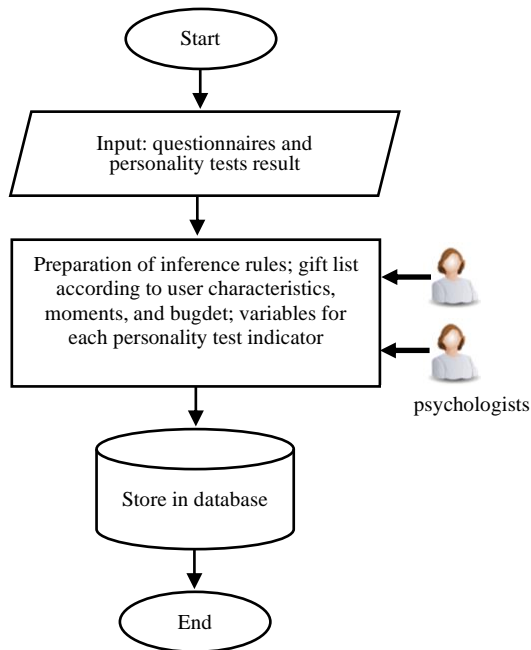 Start
Input: questionnaires and
personality tests result
Preparation of inference rules; gift list
according to user characteristics,
moments, and bugdet; variables for
each personality test indicator
psychologists
Store in database
End